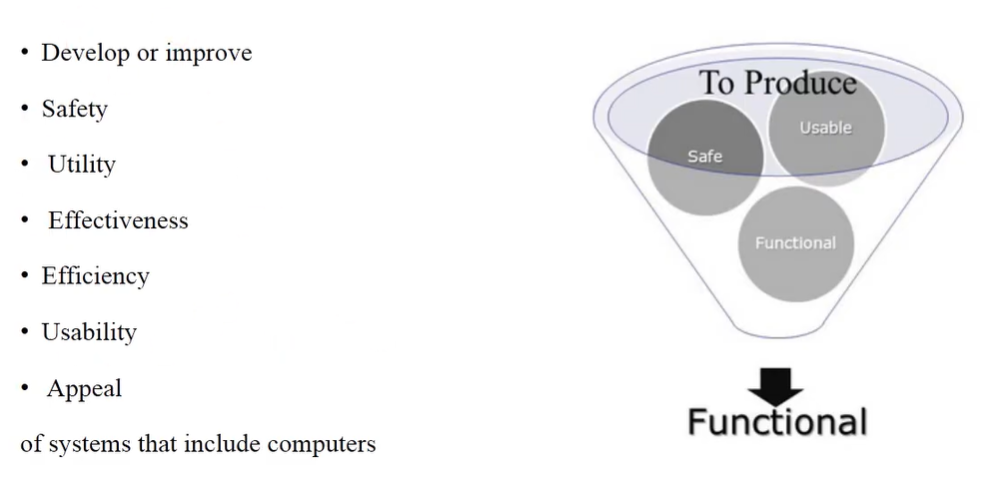 • Develop or improve
• Safety
• Utility
• Effectiveness
• Efficiency
• Usability
• Appeal
of systems that include computers
To Produce
Usable
Safe
Functional
Functional